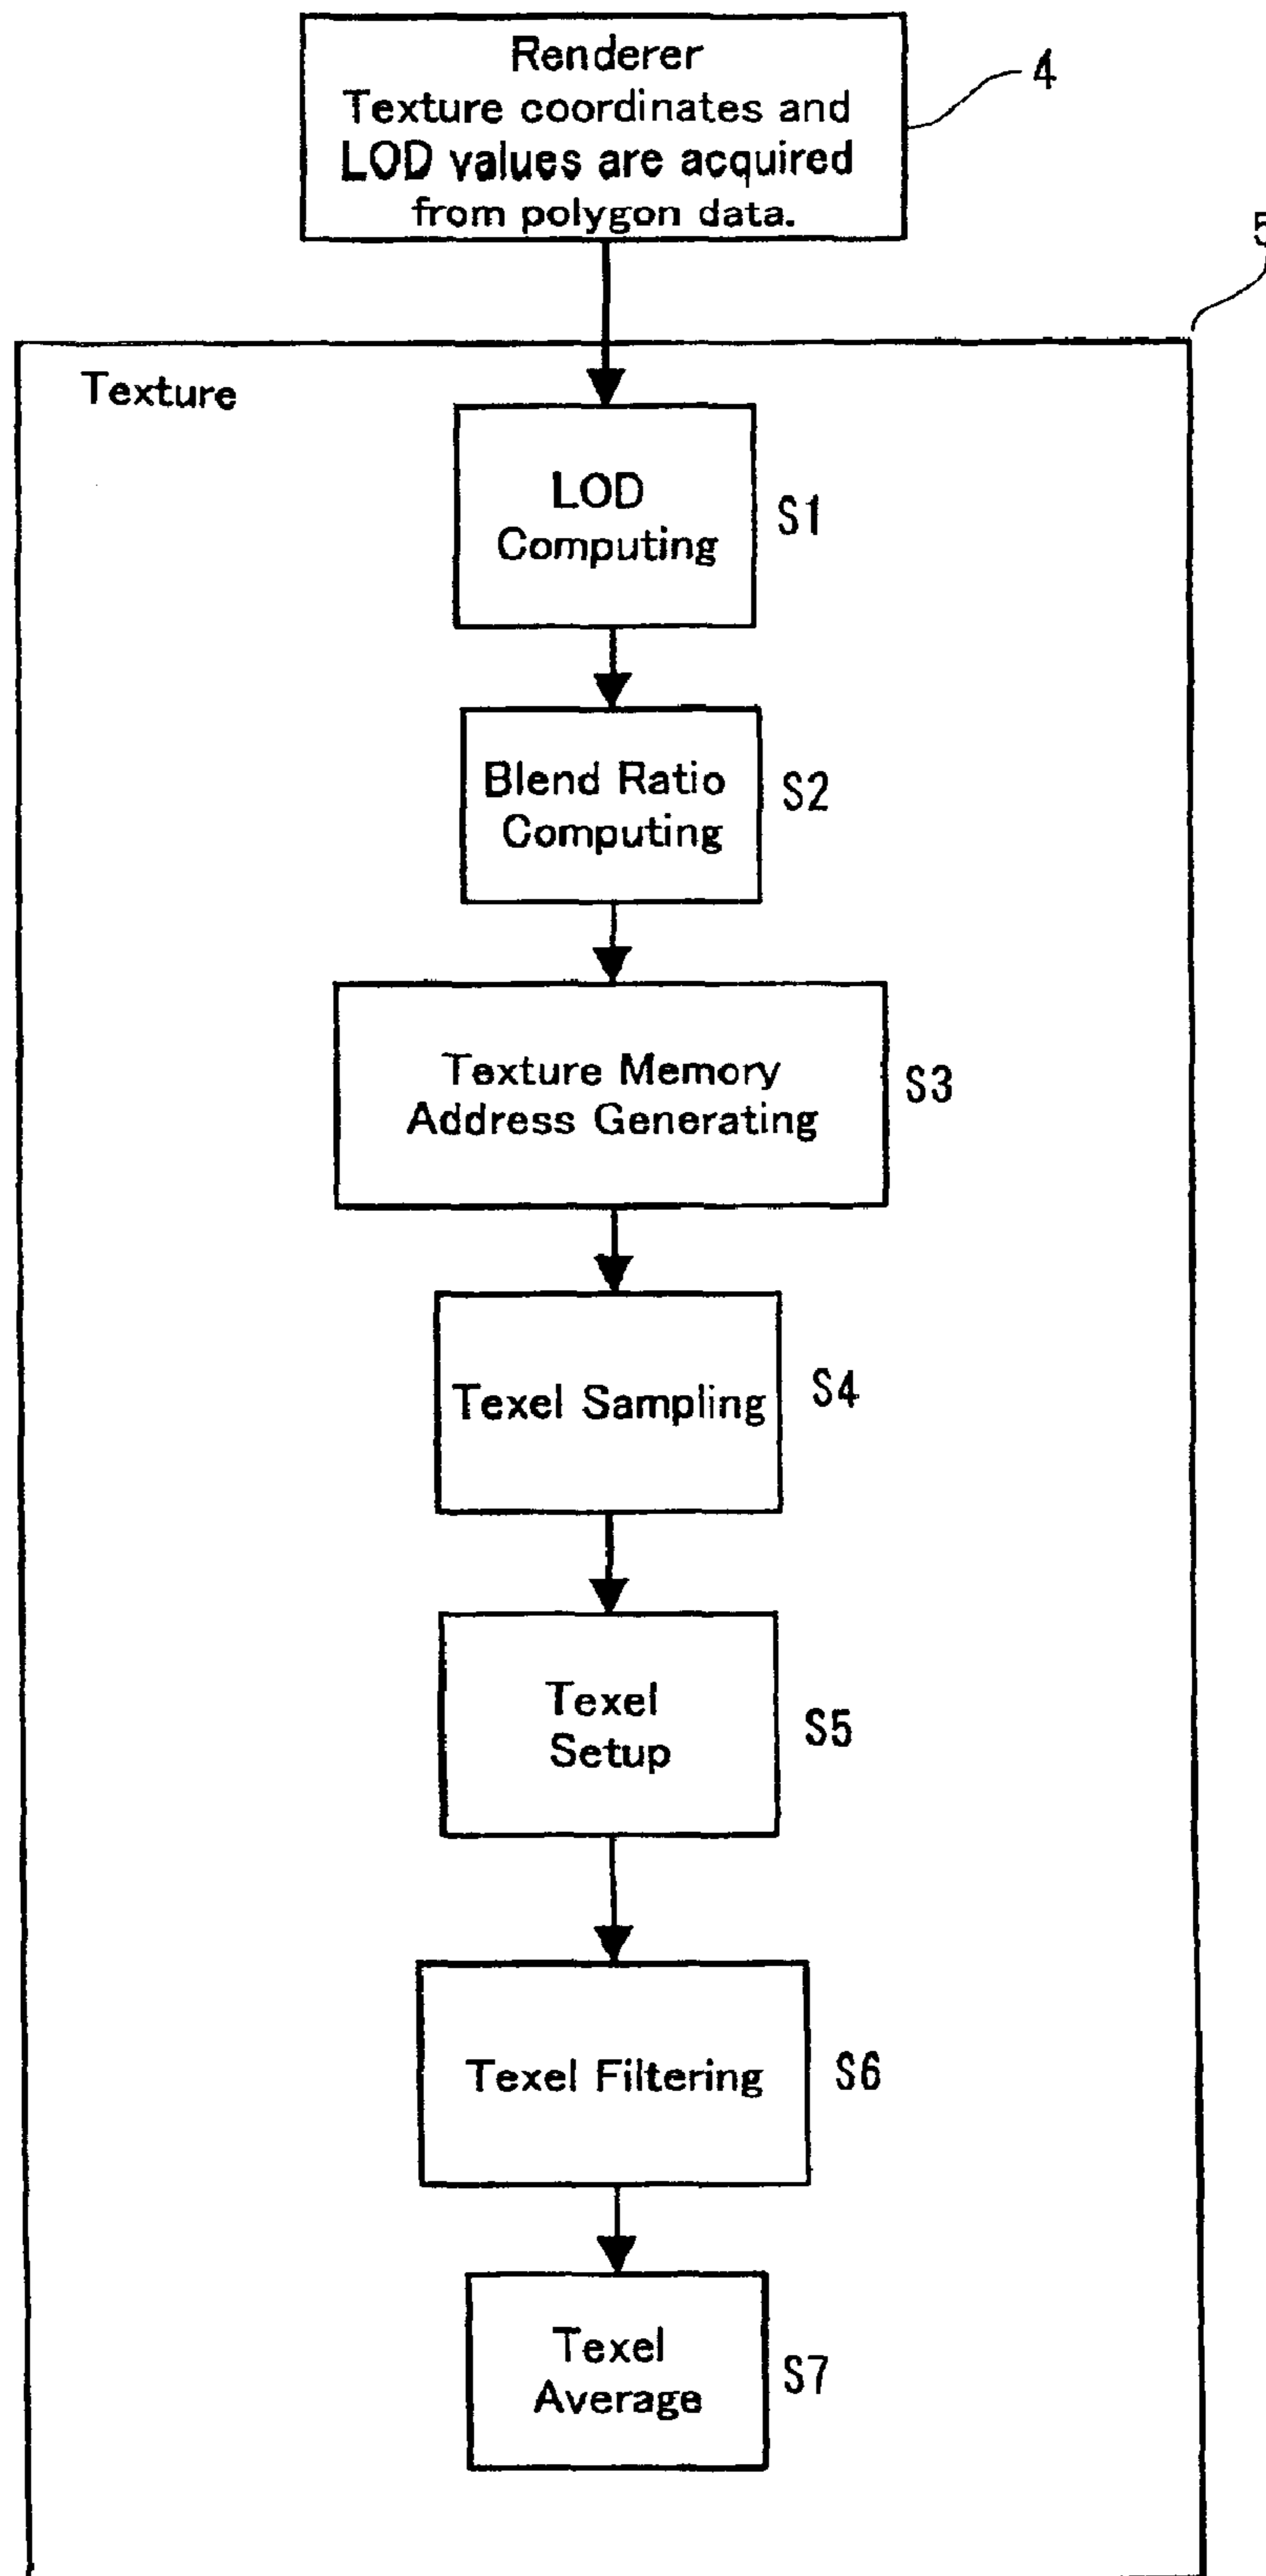 Renderer
Texture coordinates and
LOD values are acquired
from polygon data.
4
5
Texture
LOD
Computing
S1
Blend Ratio
Computing
S2
Texture Memory
Address Generating
S3
Texel Sampling
S4
Texel
Setup
S5
Texel Filtering
S6
Texel
Average
S7